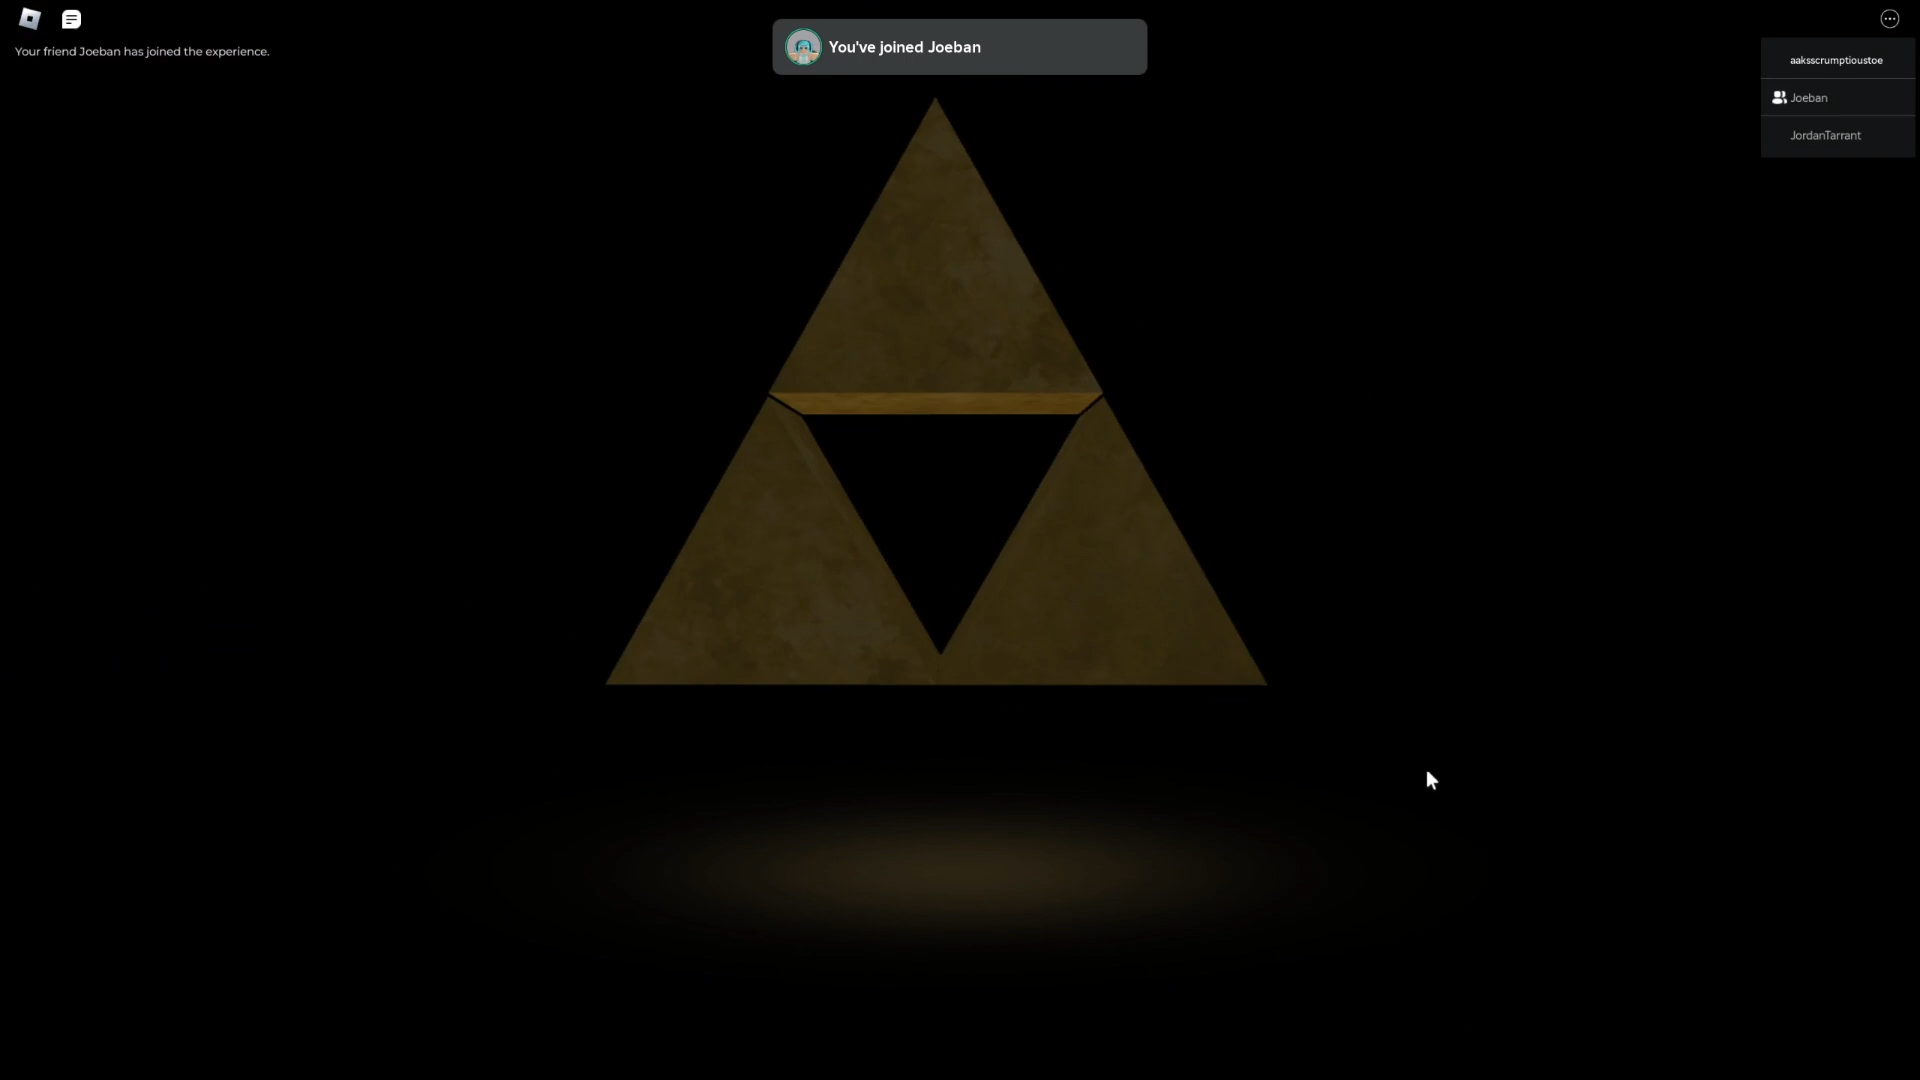 You've joined Joeban
Your friend Joeban has joined the experience.
aaksscrumptioustoe
Joeban
JordanTarrant